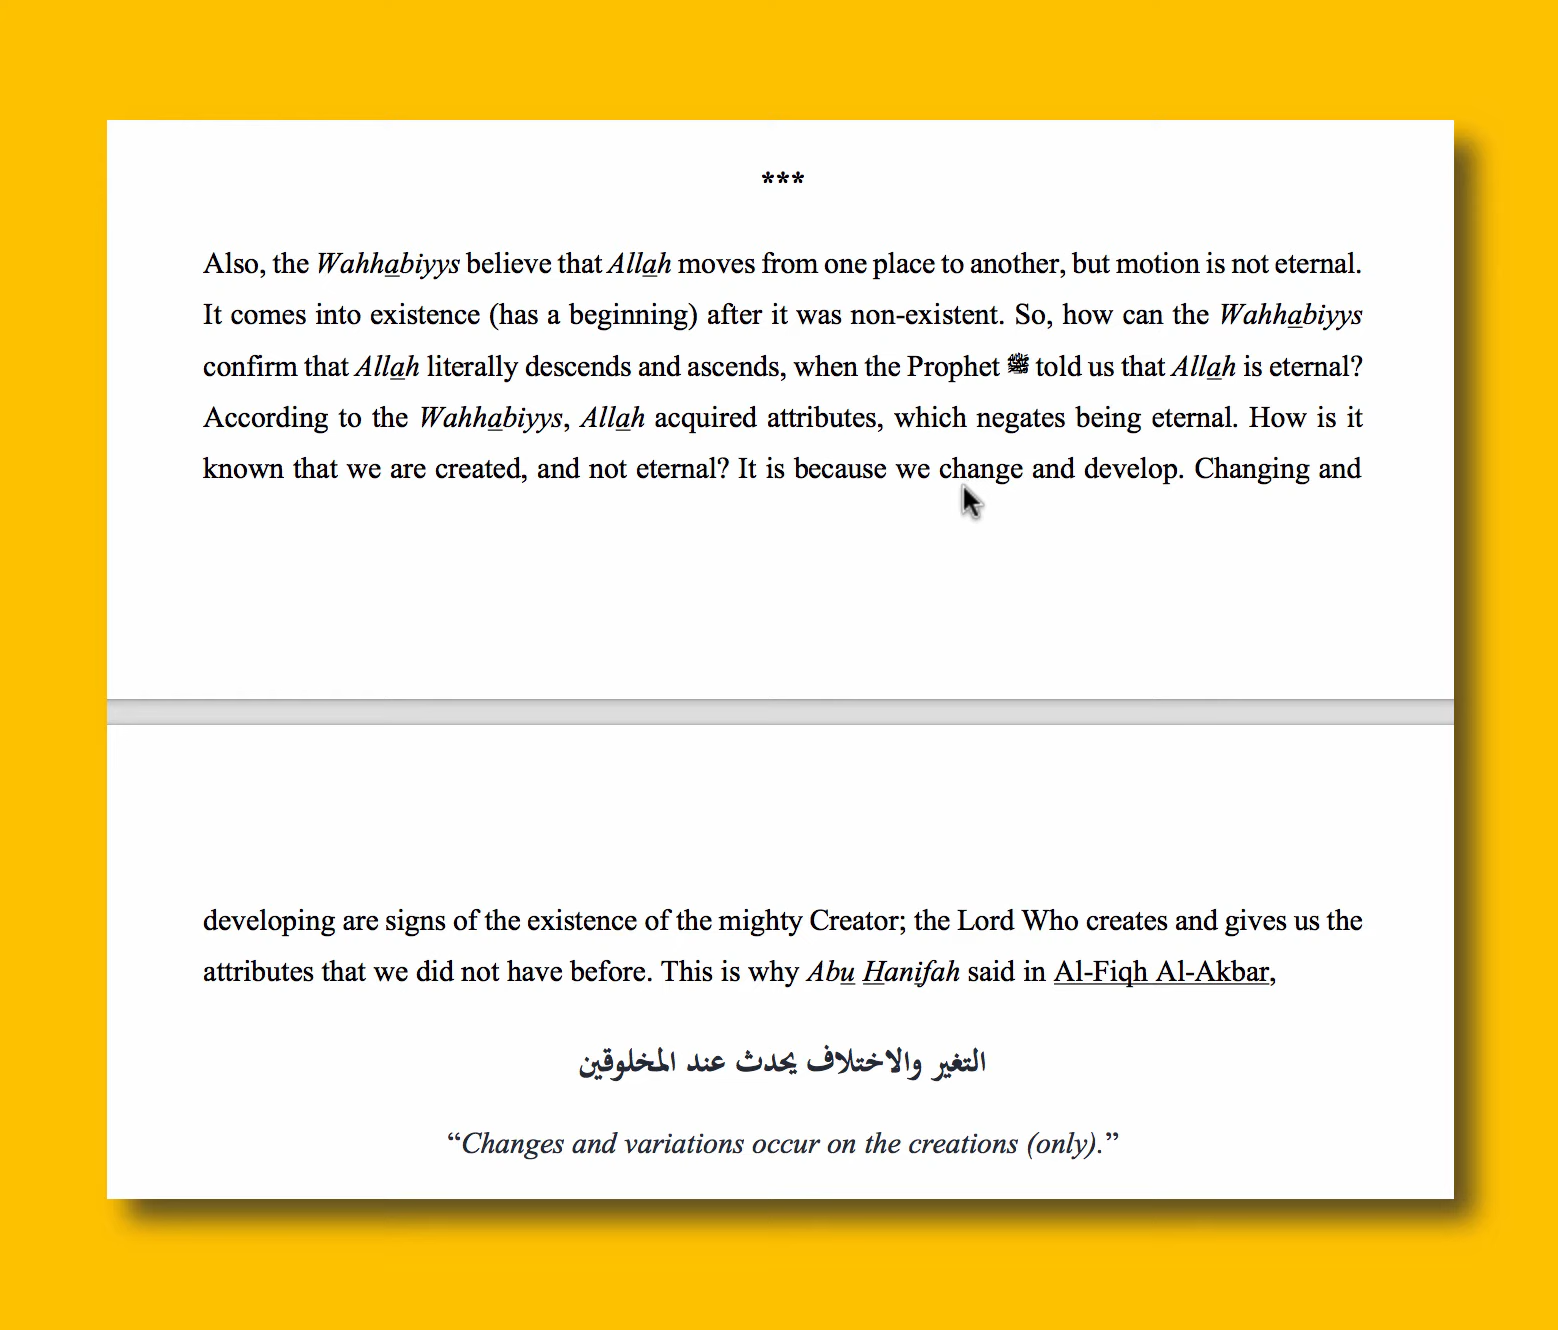 ***
Also, the Wahhabiyys believe that Allah moves from one place to another, but motion is not eternal.
It comes into existence (has a beginning) after it was non-existent. So, how can the Wahhabiyys
confirm that Allah literally descends and ascends, when the Prophet ﷺ told us that Allah is eternal?
According to the Wahhabiyys, Allah acquired attributes, which negates being eternal. How is it
known that we are created, and not eternal? It is because we change and develop. Changing and
developing are signs of the existence of the mighty Creator; the Lord Who creates and gives us the
attributes that we did not have before. This is why Abu Hanifah said in Al-Fiqh Al-Akbar,
التغير والاختلاف يحدث عند المخلوقين
“Changes and variations occur on the creations (only).”